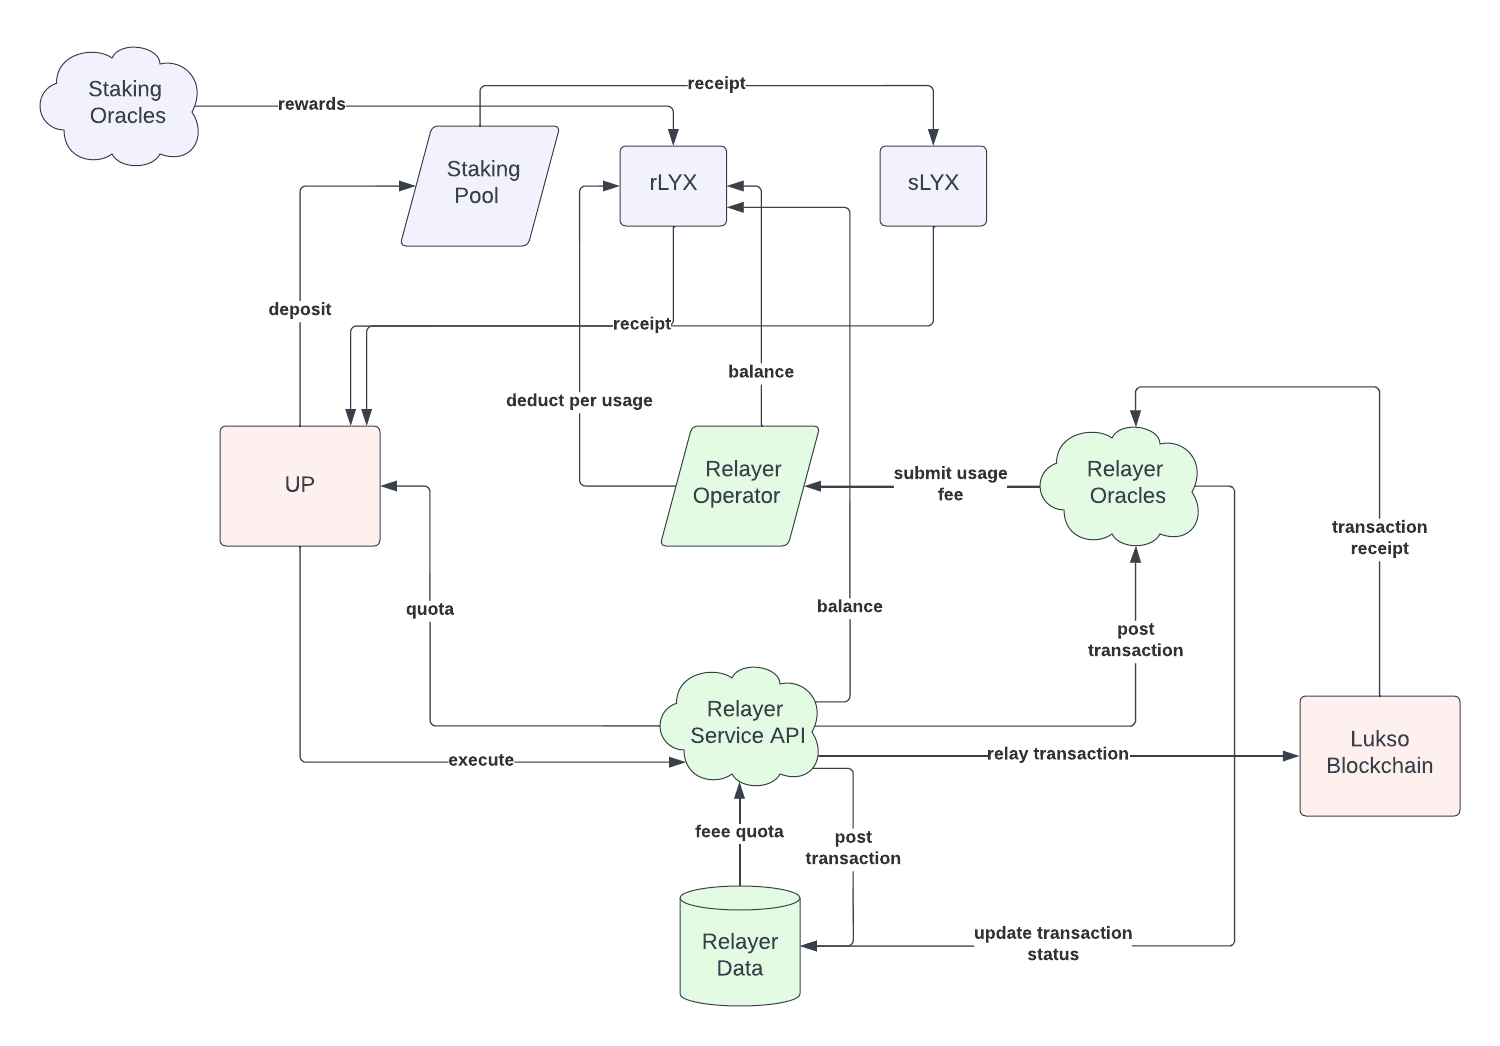 receipt
Staking
Oracles
rewards
Staking
Pool
rLYX
sLYX
deposit
receipt
balance
deduct per usage
UP
Relayer
Operator
submit usage
fee
Relayer
Oracles
transaction
receipt
quota
balance
post
transaction
Relayer
Service API
execute
relay transaction
Lukso
Blockchain
feee quota
post
transaction
Relayer
Data
update transaction
status